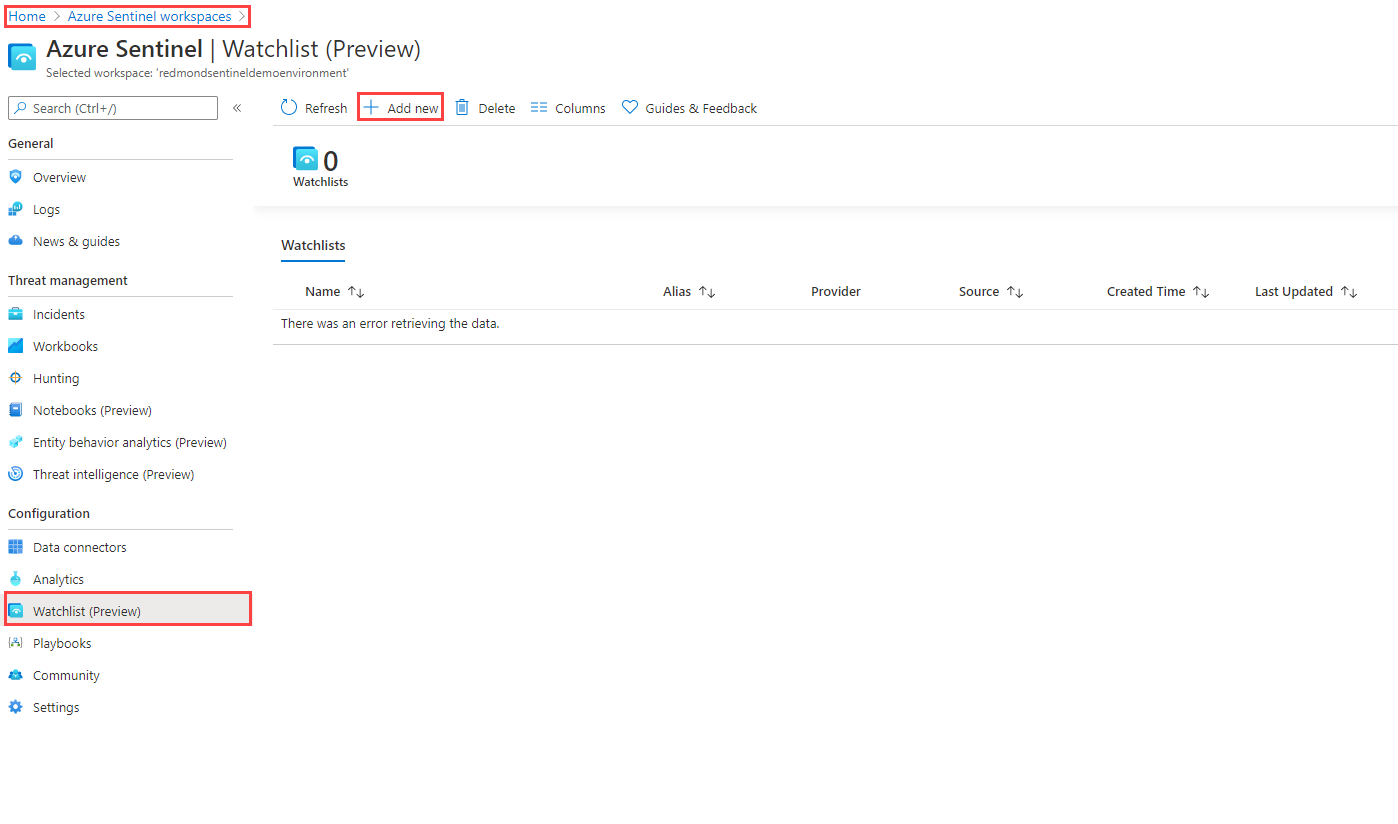 Home > Azure Sentinel workspaces >
Azure Sentinel | Watchlist (Preview)
Selected workspace: 'redmondsentineldemoenvironment'
Search (Ctrl+/)
«
Refresh
Add new
Delete
Columns
Guides & Feedback
General
Overview
Logs
News & guides
Threat management
Incidents
Workbooks
Hunting
Notebooks (Preview)
Entity behavior analytics (Preview)
Threat intelligence (Preview)
Configuration
Data connectors
Analytics
Watchlist (Preview)
Playbooks
Community
Settings
0
Watchlists
Watchlists
Name ↑↓ Alias ↑↓ Provider Source ↑↓ Created Time ↑↓ Last Updated ↑↓
There was an error retrieving the data.